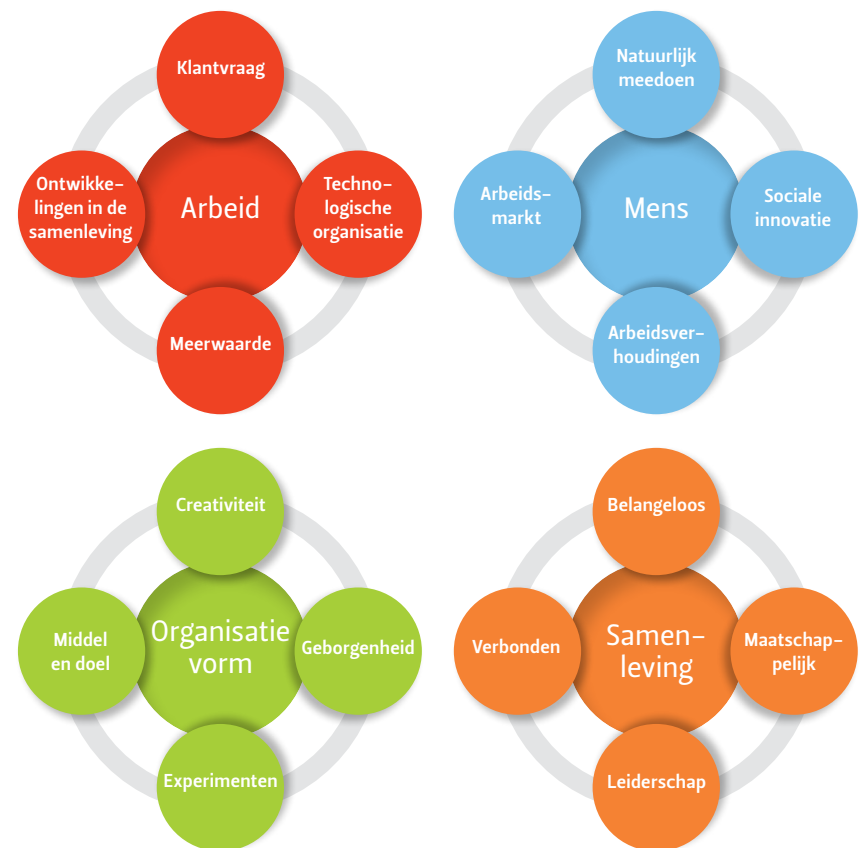 Klantvraag
Ontwikke–
lingen in de
samenleving
Arbeid
Techno–
logische
organisatie
Meerwaarde
Natuurlijk
meedoen
Arbeids–
markt
Mens
Sociale
innovatie
Arbeidsver–
houdingen
Creativiteit
Middel
en doel
Organisatie
vorm
Geborgenheid
Experimenten
Belangeloos
Verbonden
Samen–
leving
Maatschap–
pelijk
Leiderschap